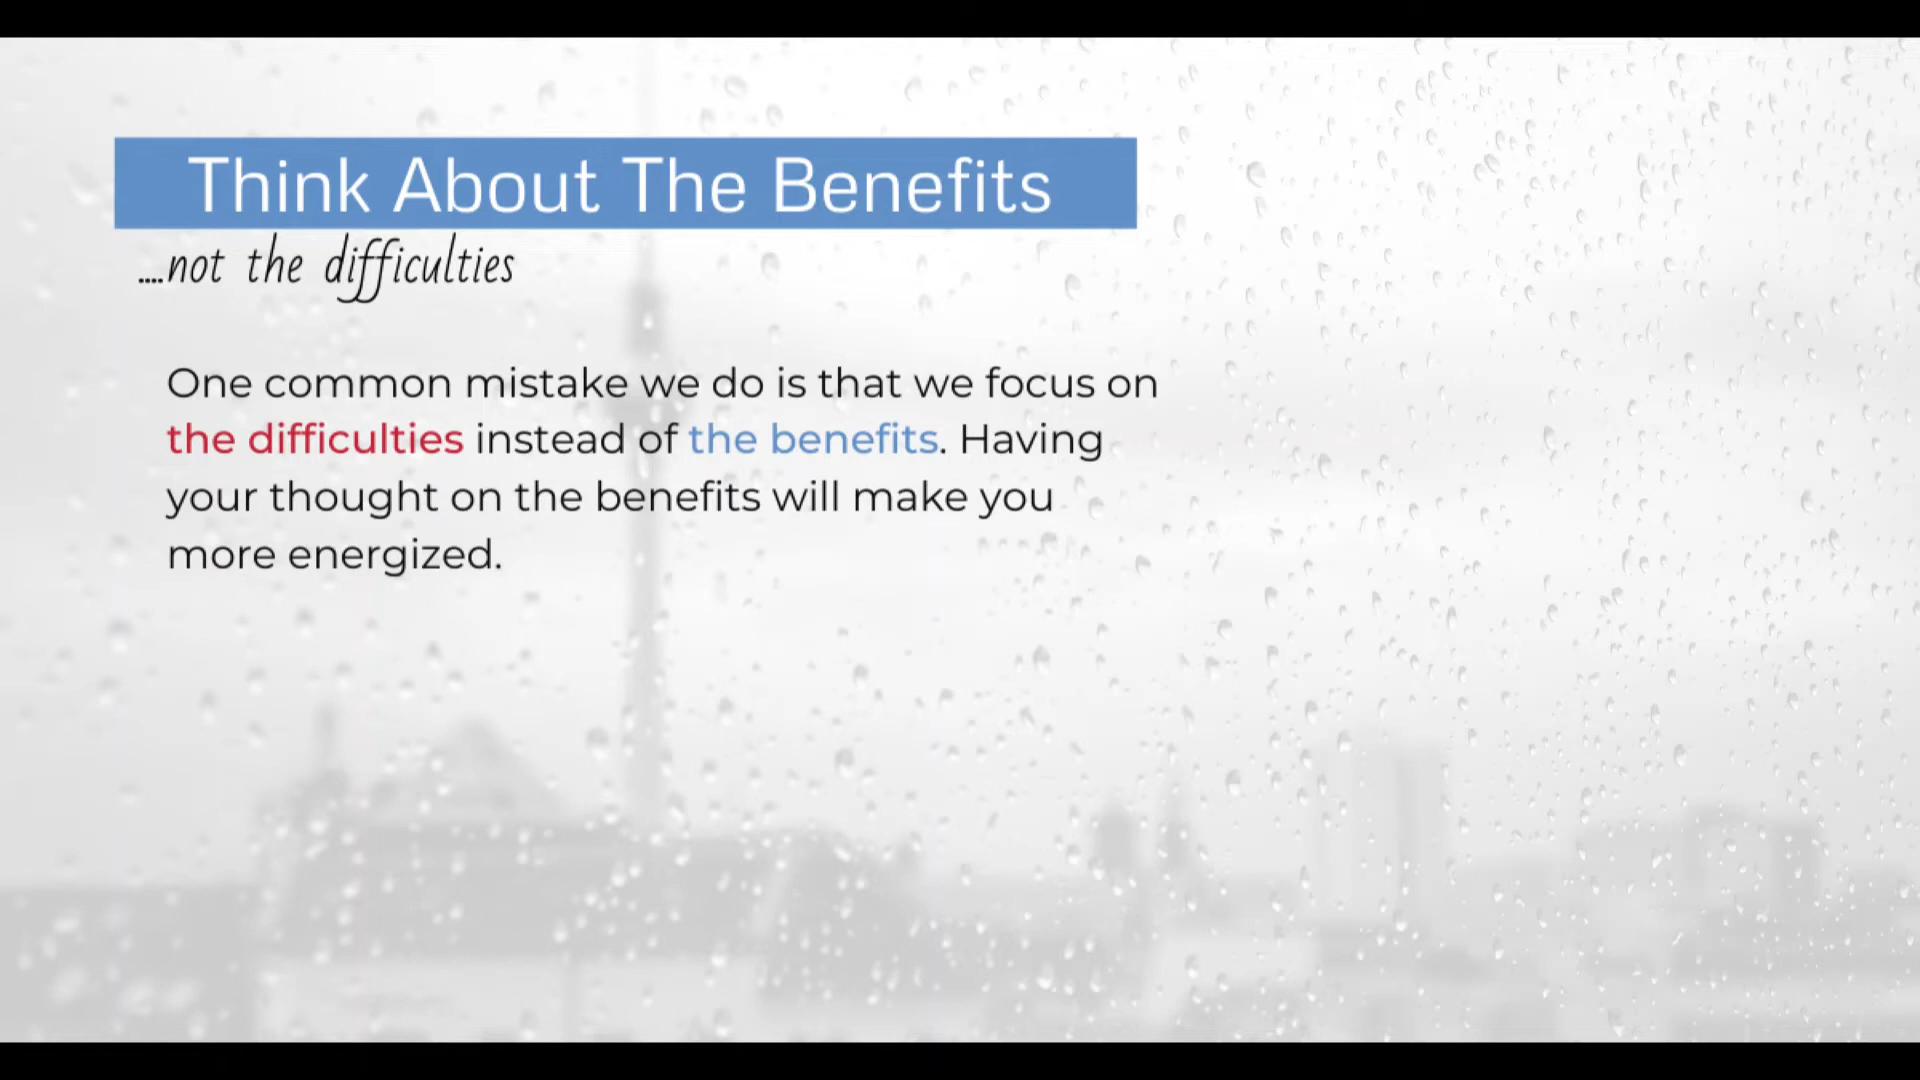 Think About The Benefits
....not the difficulties
One common mistake we do is that we focus on
the difficulties instead of the benefits. Having
your thought on the benefits will make you
more energized.